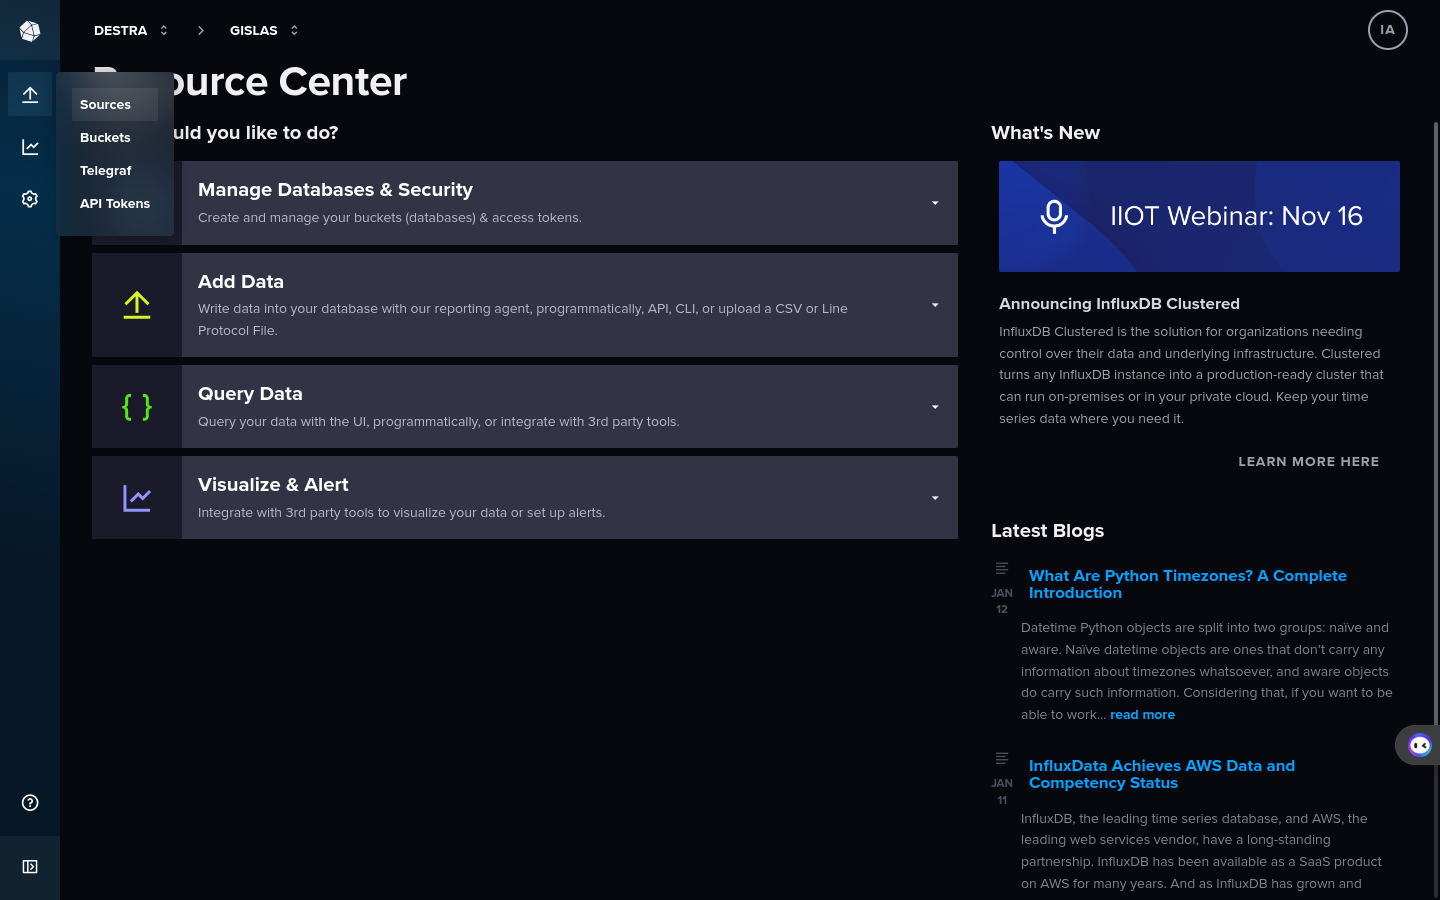 DESTRA
GISLAS
IA
Resource Center
Sources
Buckets
Telegraf
API Tokens
uld you like to do?
Manage Databases & Security
Create and manage your buckets (databases) & access tokens.
Add Data
Write data into your database with our reporting agent, programmatically, API, CLI, or upload a CSV or Line
Protocol File.
Query Data
Query your data with the UI, programmatically, or integrate with 3rd party tools.
Visualize & Alert
Integrate with 3rd party tools to visualize your data or set up alerts.
What's New
IIOT Webinar: Nov 16
Announcing InfluxDB Clustered
InfluxDB Clustered is the solution for organizations needing
control over their data and underlying infrastructure. Clustered
turns any InfluxDB instance into a production-ready cluster that
can run on-premises or in your private cloud. Keep your time
series data where you need it.
LEARN MORE HERE
Latest Blogs
JAN
12
What Are Python Timezones? A Complete
Introduction
Datetime Python objects are split into two groups: naïve and
aware. Naïve datetime objects are ones that don't carry any
information about timezones whatsoever, and aware objects
do carry such information. Considering that, if you want to be
able to work... read more
JAN
11
InfluxData Achieves AWS Data and
Competency Status
InfluxDB, the leading time series database, and AWS, the
leading web services vendor, have a long-standing
partnership. InfluxDB has been available as a SaaS product
on AWS for many years. And as InfluxDB has grown and